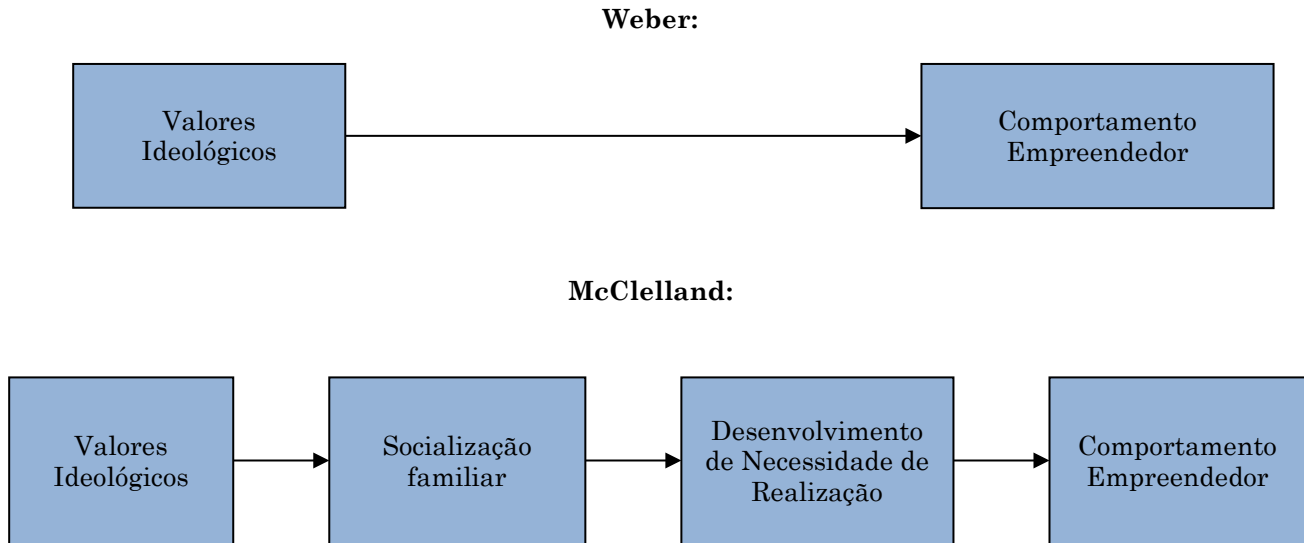 Weber:
Valores
Ideológicos
Comportamento
Empreendedor
McClelland:
Valores
Ideológicos
Socialização
familiar
Desenvolvimento
de Necessidade de
Realização
Comportamento
Empreendedor